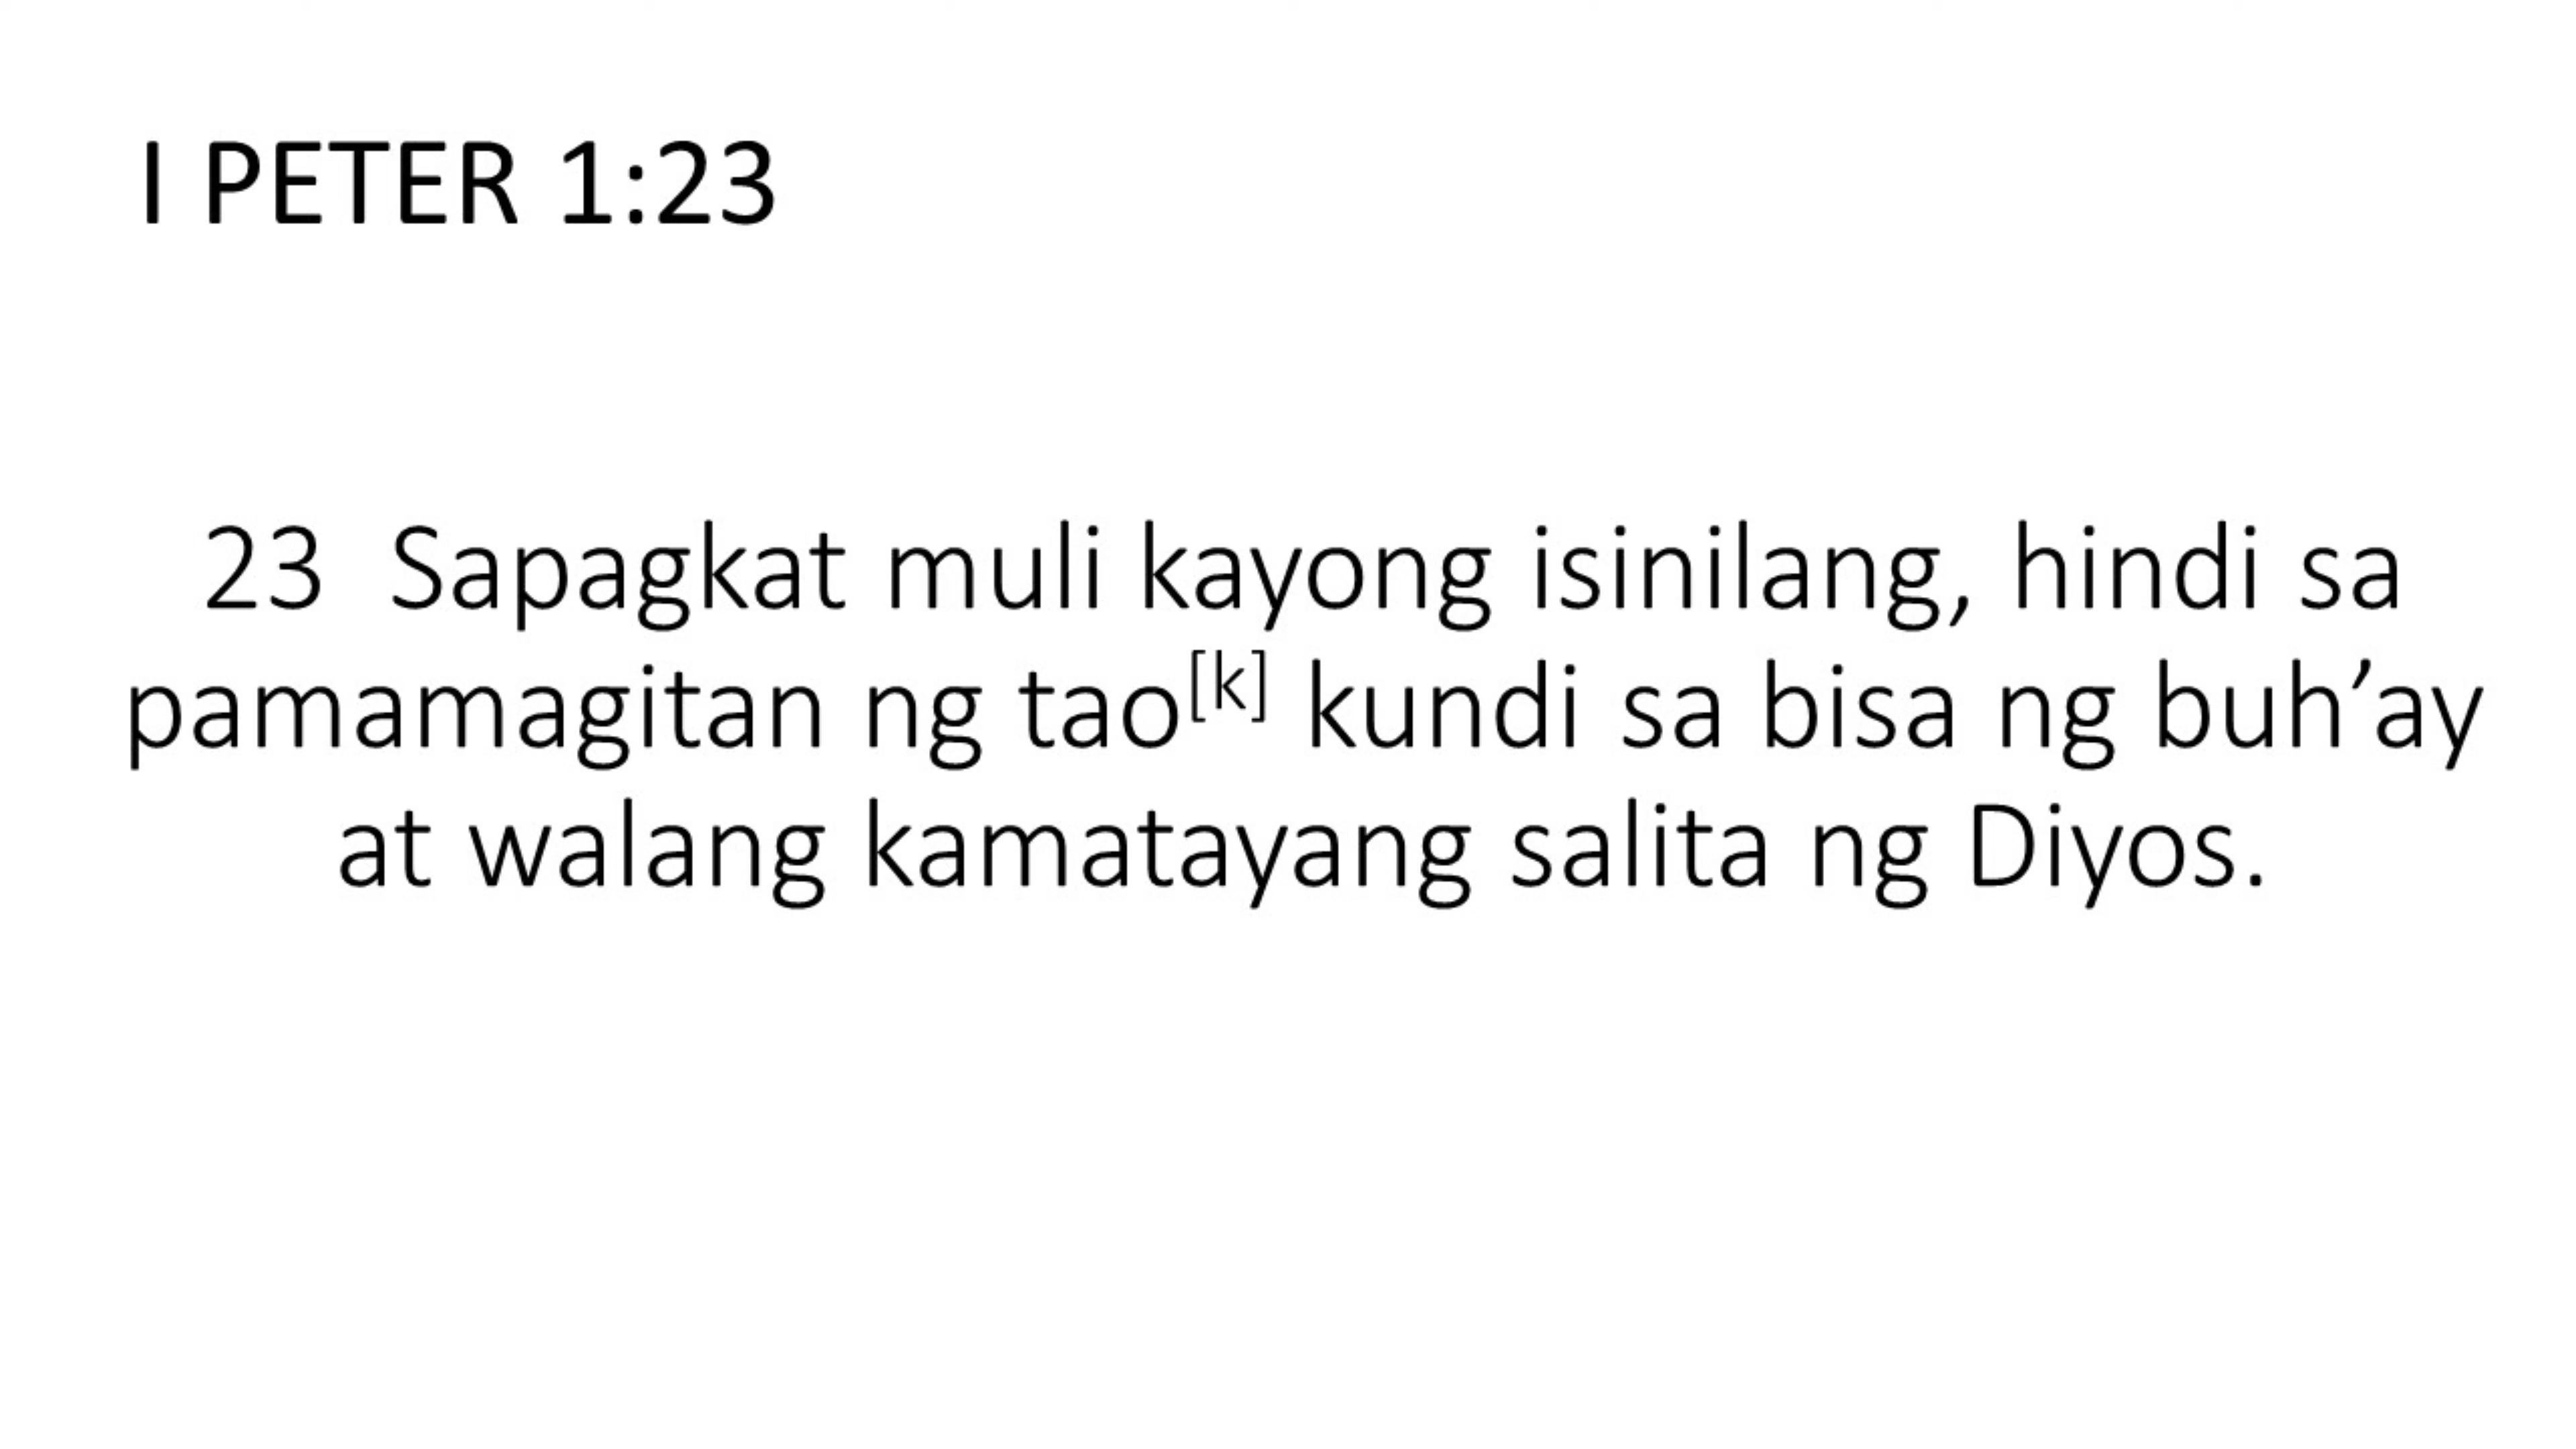 I PETER 1:23
23  Sapagkat muli kayong isinilang, hindi sa
pamamagitan ng tao[k] kundi sa bisa ng buh’ay
at walang kamatayang salita ng Diyos.